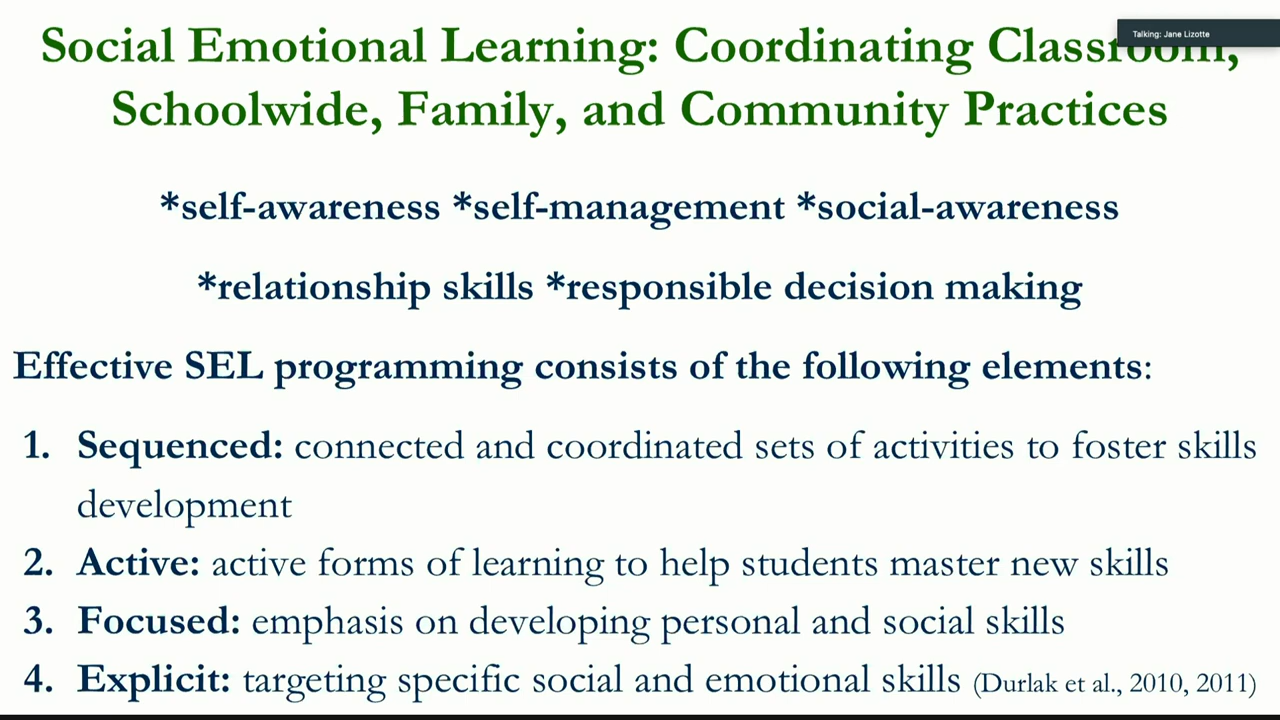 Talking: Jane Lizotte
Social Emotional Learning: Coordinating Classroom,
Schoolwide, Family, and Community Practices
*self-awareness *self-management *social-awareness
*relationship skills *responsible decision making
Effective SEL programming consists of the following elements:
1. Sequenced: connected and coordinated sets of activities to foster skills
development
2. Active: active forms of learning to help students master new skills
3. Focused: emphasis on developing personal and social skills
4. Explicit: targeting specific social and emotional skills (Durlak et al., 2010, 2011)